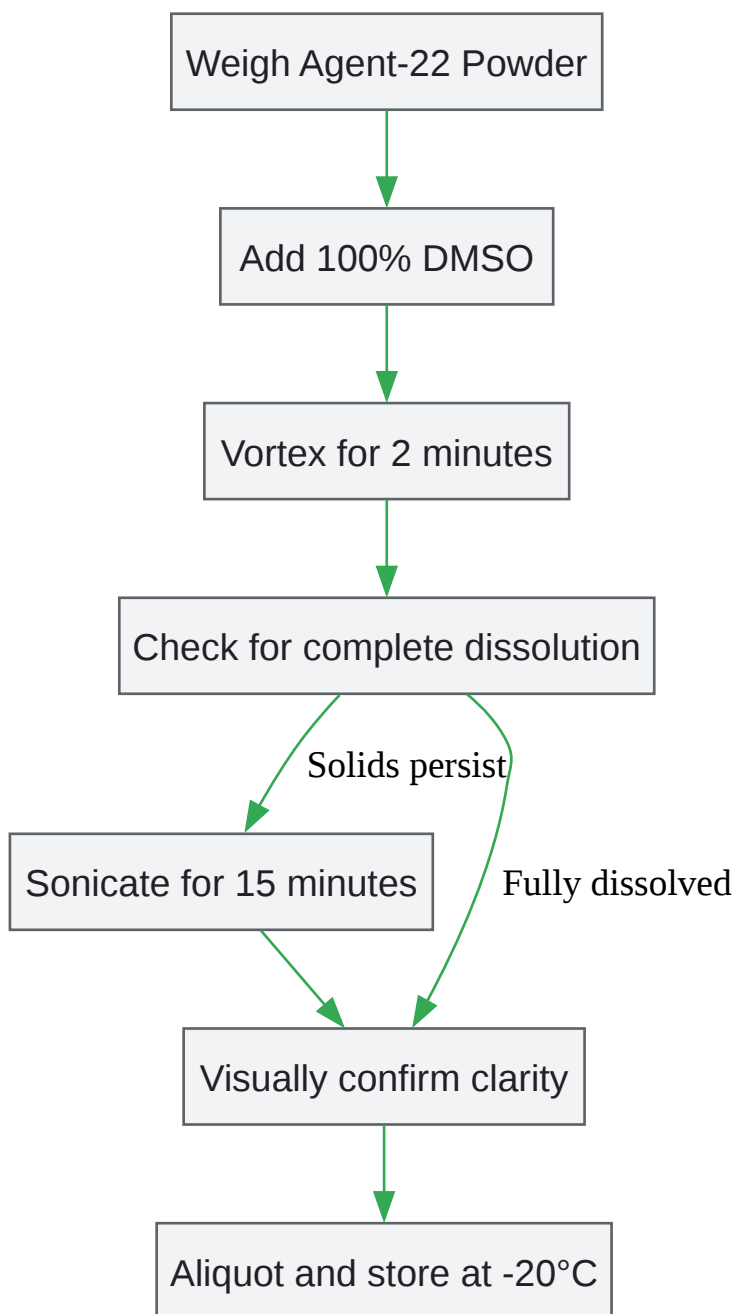 Weigh Agent-22 Powder
Add 100% DMSO
Vortex for 2 minutes
Check for complete dissolution
Solids persist
Sonicate for 15 minutes
Fully dissolved
Visually confirm clarity
Aliquot and store at -20°C